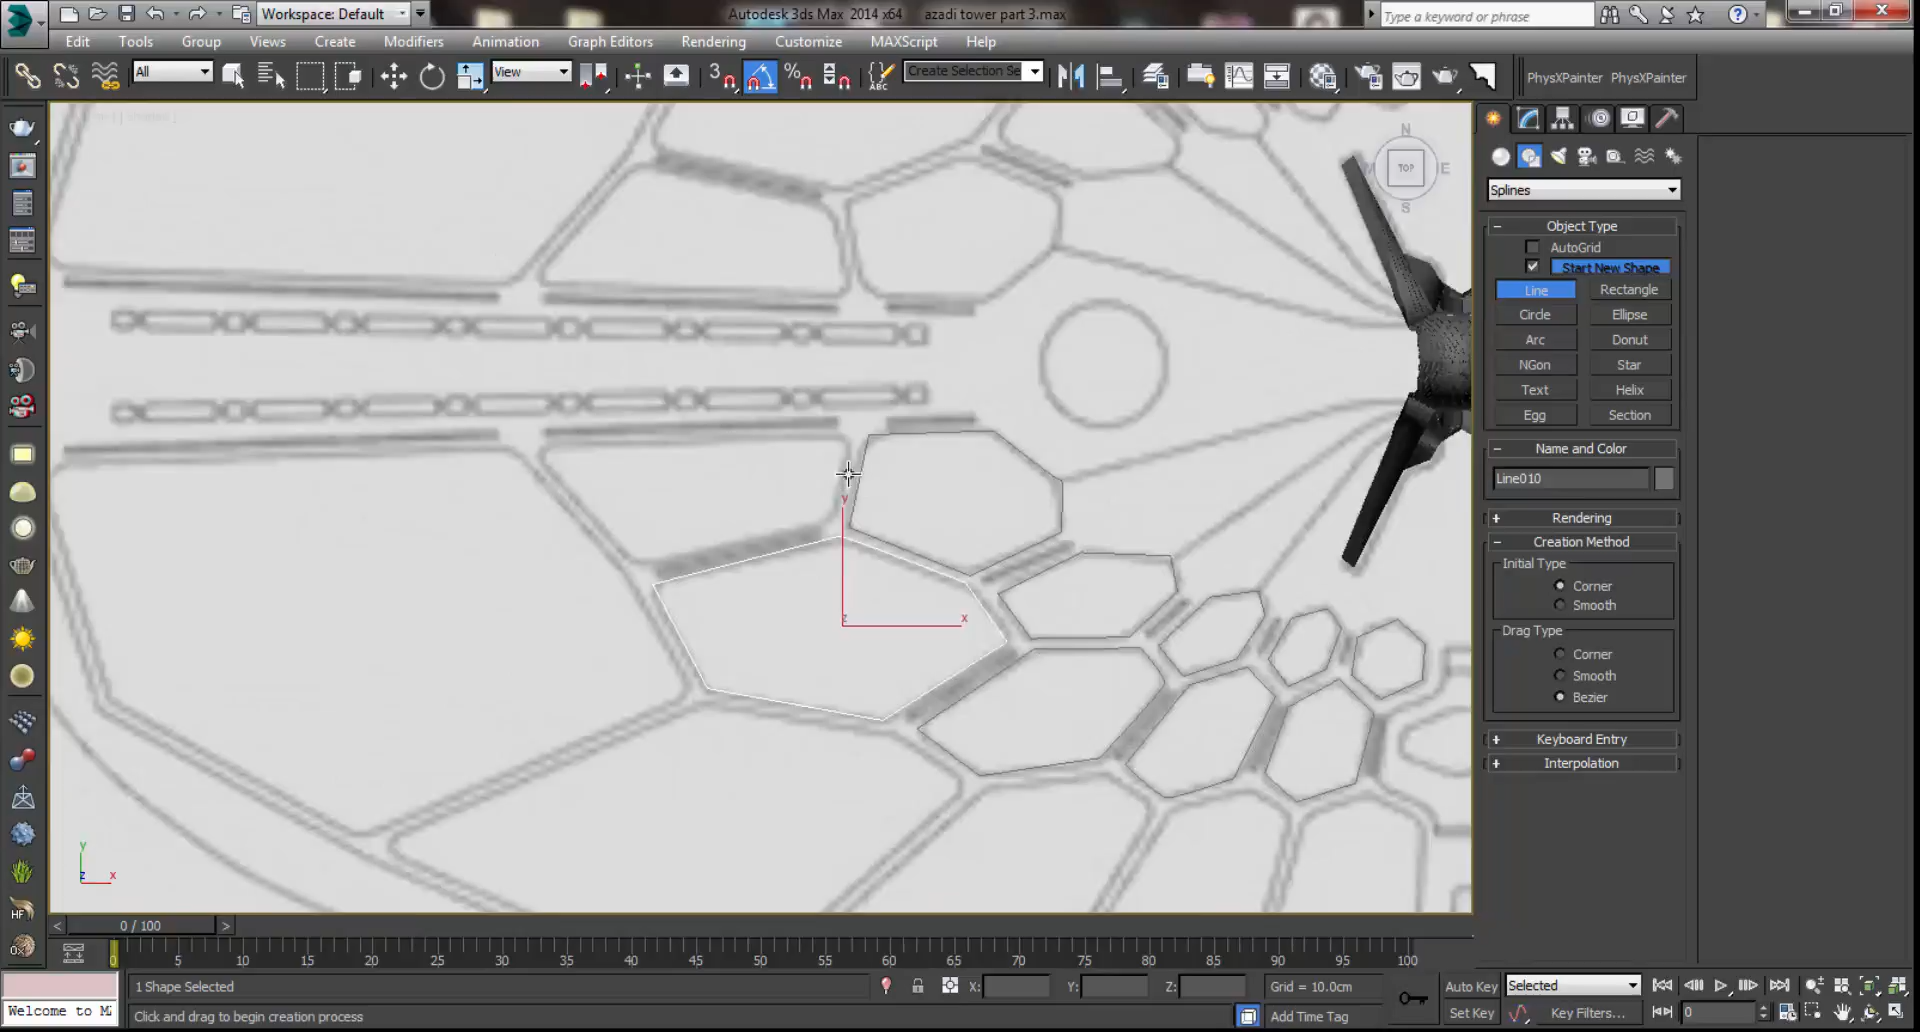 Workspace: Default
Autodesk 3ds Max 2014 x64 azadi tower part 3.max
Type a keyword or phrase
Edit Tools Group Views Create Modifiers Animation Graph Editors Rendering Customize MAXScript Help
All
View
3
ABC
Create Selection Se
PhysXPainter PhysXPainter
N
TOP
E
S
Splines
Object Type
AutoGrid
Start New Shape
Line Rectangle
Circle Ellipse
Arc Donut
NGon Star
Text Helix
Egg Section
Name and Color
Line010
Rendering
Creation Method
Initial Type
Corner
Smooth
Drag Type
Corner
Smooth
Bezier
Keyboard Entry
Interpolation
y
z x
y
z x
HF
0 / 100
0 5 10 15 20 25 30 35 40 45 50 55 60 65 70 75 80 85 90 95 100
1 Shape Selected
X: Y: Z:
Grid = 10.0cm
Auto Key
Selected
Welcome to M
Click and drag to begin creation process
Add Time Tag
Set Key
Key Filters...
0